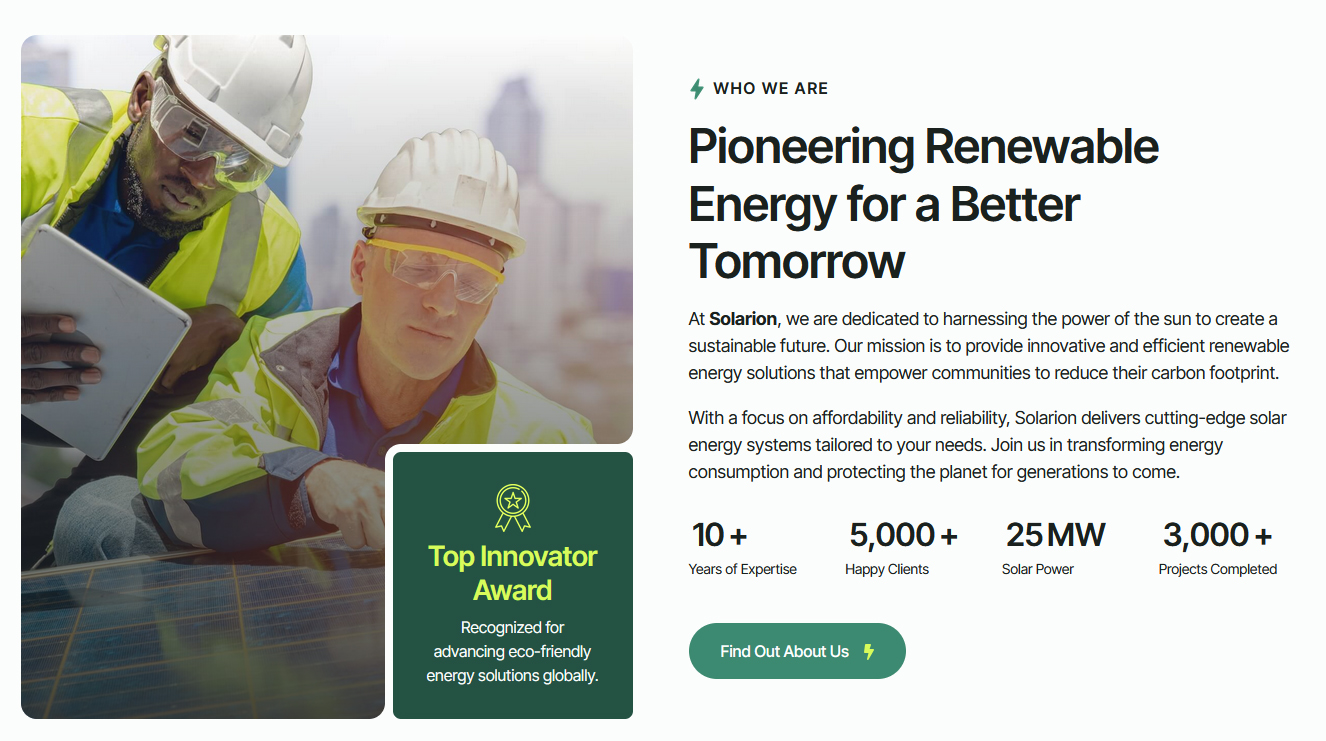 WHO WE ARE
Pioneering Renewable
Energy for a Better
Tomorrow
At Solarion, we are dedicated to harnessing the power of the sun to create a
sustainable future. Our mission is to provide innovative and efficient renewable
energy solutions that empower communities to reduce their carbon footprint.
With a focus on affordability and reliability, Solarion delivers cutting-edge solar
energy systems tailored to your needs. Join us in transforming energy
consumption and protecting the planet for generations to come.
10 + 5,000 + 25 MW 3,000 +
Years of Expertise Happy Clients Solar Power Projects Completed
Find Out About Us
Top Innovator
Award
Recognized for
advancing eco-friendly
energy solutions globally.